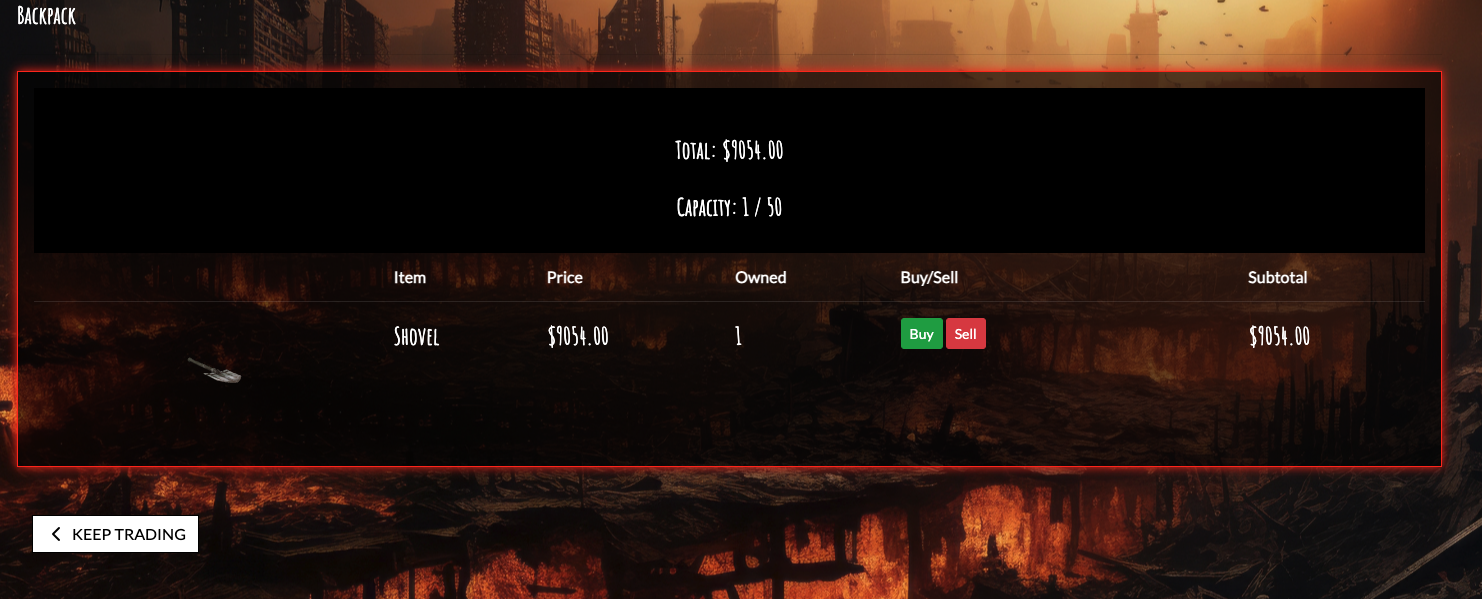 Backpack
Total: $9054.00
Capacity: 1 / 50
Item Price Owned Buy/Sell Subtotal
Shovel $9054.00 1 Buy Sell $9054.00
KEEP TRADING